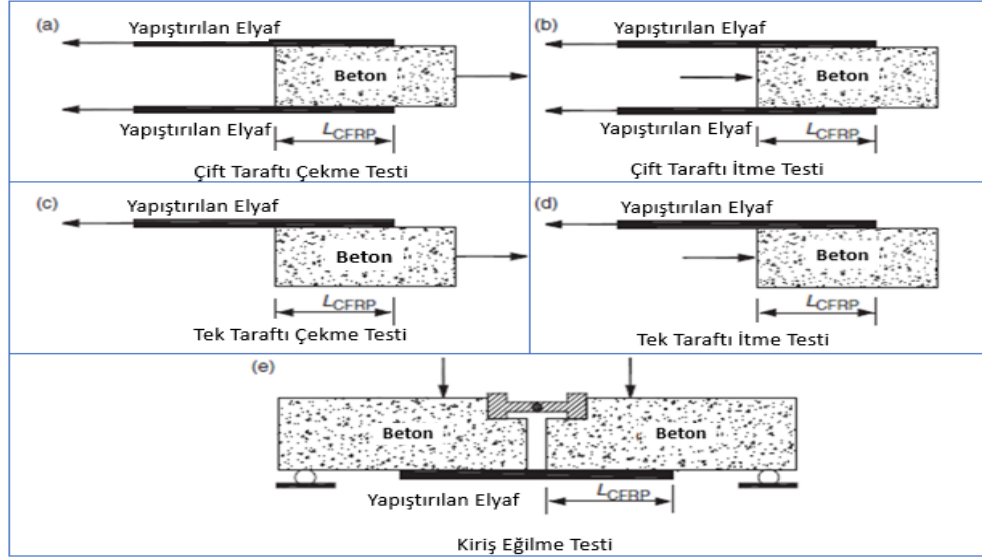 (a)
Yapıştırılan Elyaf
Beton
Yapıştırılan Elyaf
LCFRP
Çift Taraftı Çekme Testi
(b)
Yapıştırılan Elyaf
Beton
Yapıştırılan Elyaf
LCFRP
Çift Taraftı İtme Testi
(c)
Yapıştırılan Elyaf
Beton
LCFRP
Tek Taraftı Çekme Testi
(d)
Yapıştırılan Elyaf
Beton
LCFRP
Tek Taraftı İtme Testi
(e)
Beton
Beton
Yapıştırılan Elyaf
LCFRP
Kiriş Eğilme Testi